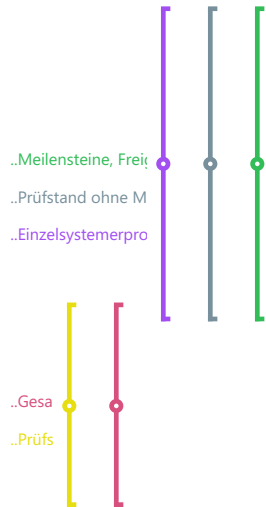 ..Meilensteine, Freig
..Prüfstand ohne M
..Einzelsystemerpro
..Gesa
..Prüfs